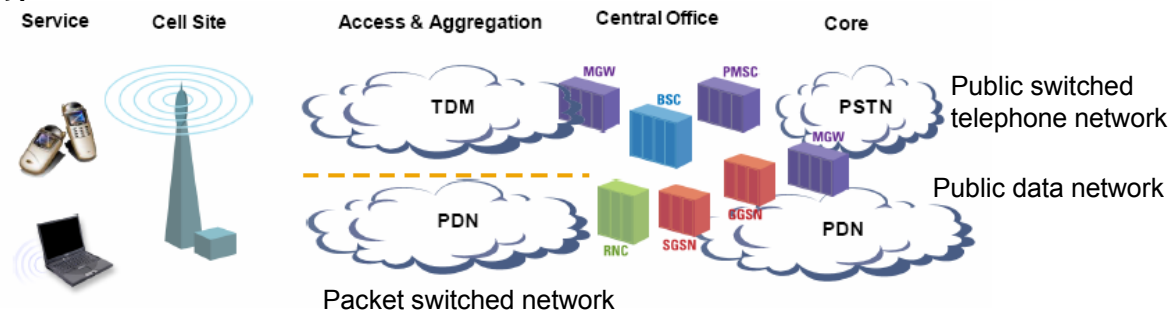 Service
Cell Site
Access & Aggregation
Central Office
Core
MGW
PMSC
TDM
BSC
PSTN
Public switched
telephone network
MGW
Public data network
PDN
RNC
SGSN
GGSN
PDN
Packet switched network